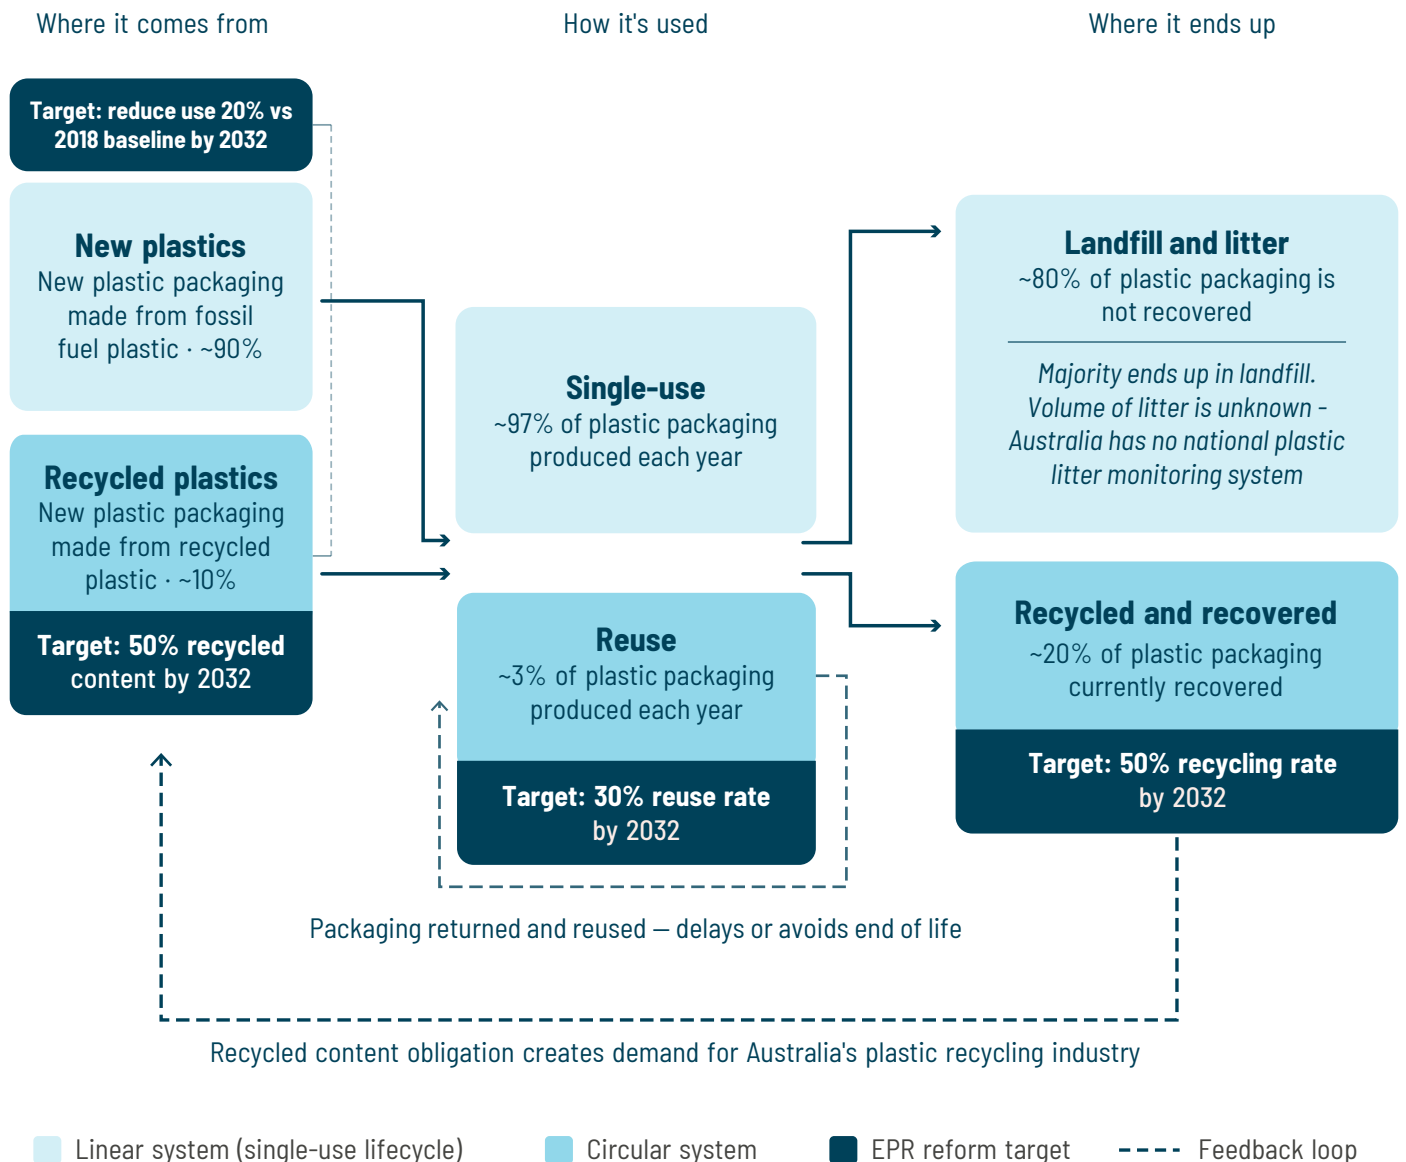 Where it comes from
How it's used
Where it ends up
Target: reduce use 20% vs
2018 baseline by 2032
New plastics
New plastic packaging
made from fossil
fuel plastic · ~90%
Recycled plastics
New plastic packaging
made from recycled
plastic · ~10%
Target: 50% recycled
content by 2032
Single-use
~97% of plastic packaging
produced each year
Reuse
~3% of plastic packaging
produced each year
Target: 30% reuse rate
by 2032
Landfill and litter
~80% of plastic packaging is
not recovered
Majority ends up in landfill.
Volume of litter is unknown -
Australia has no national plastic
litter monitoring system
Recycled and recovered
~20% of plastic packaging
currently recovered
Target: 50% recycling rate
by 2032
Packaging returned and reused — delays or avoids end of life
Recycled content obligation creates demand for Australia's plastic recycling industry
Linear system (single-use lifecycle)
Circular system
EPR reform target
Feedback loop